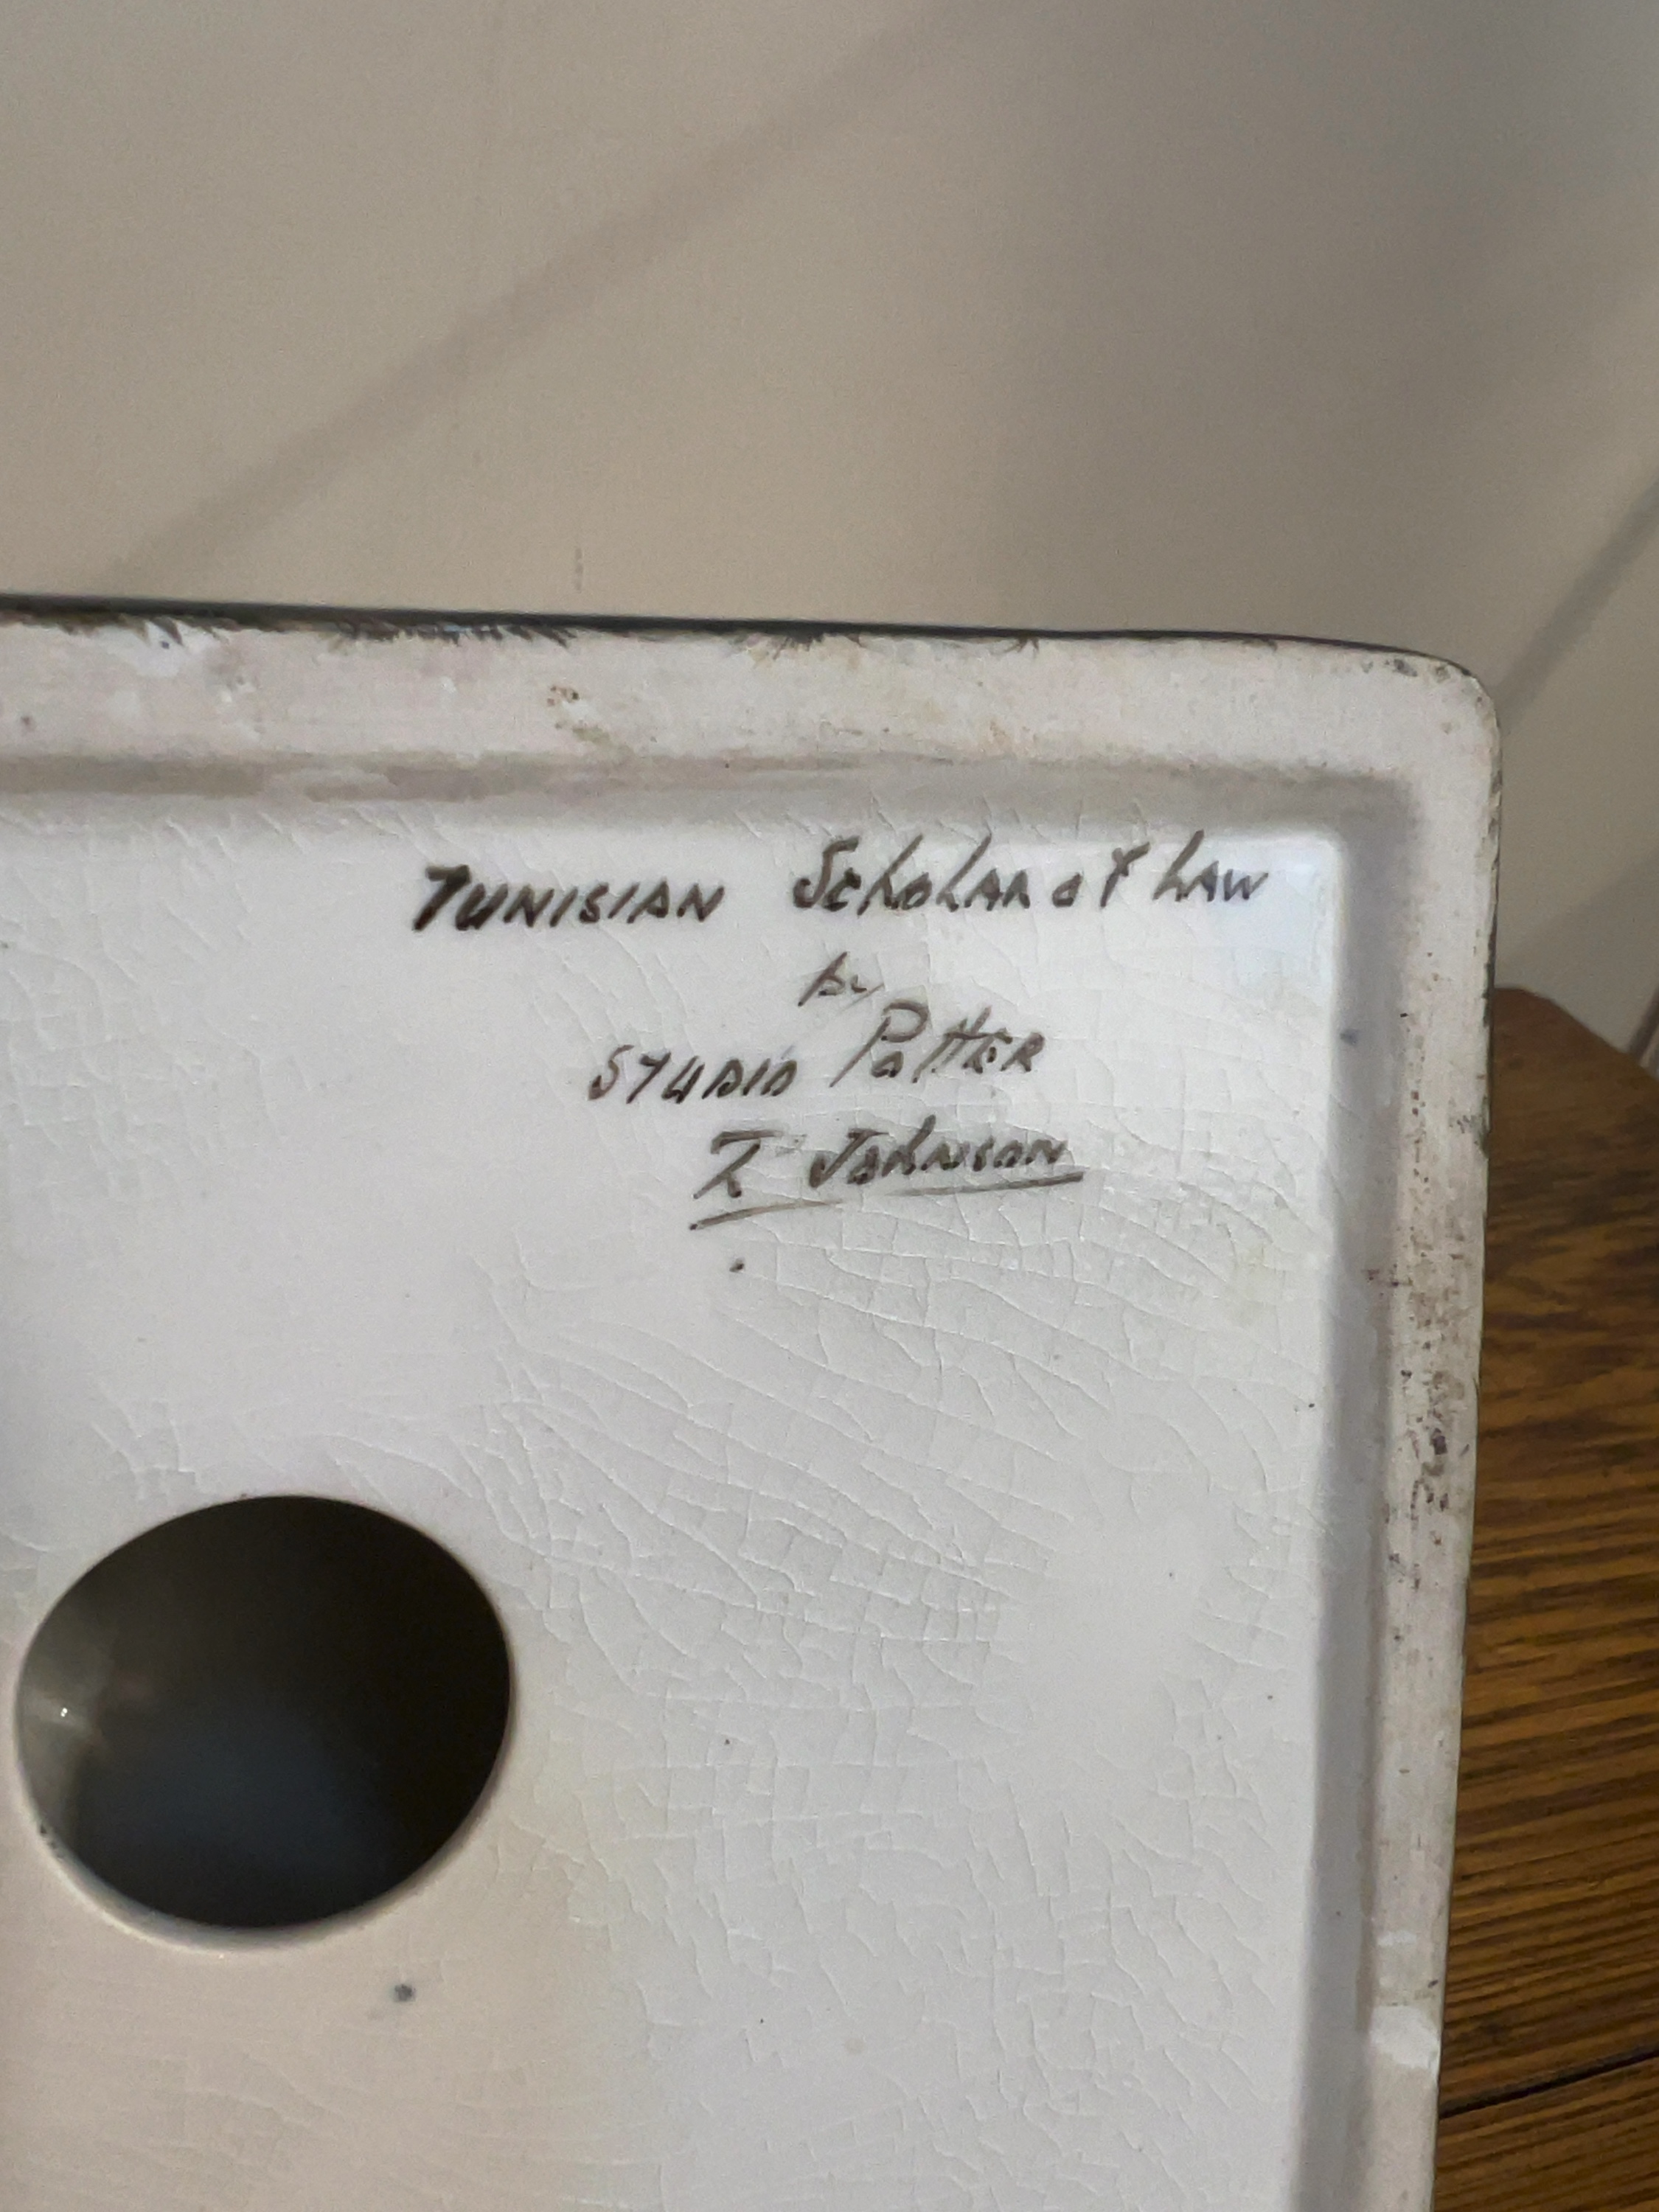 TUNISIAN Scholar of Law
by
STUDIO PottER
I JohnSon